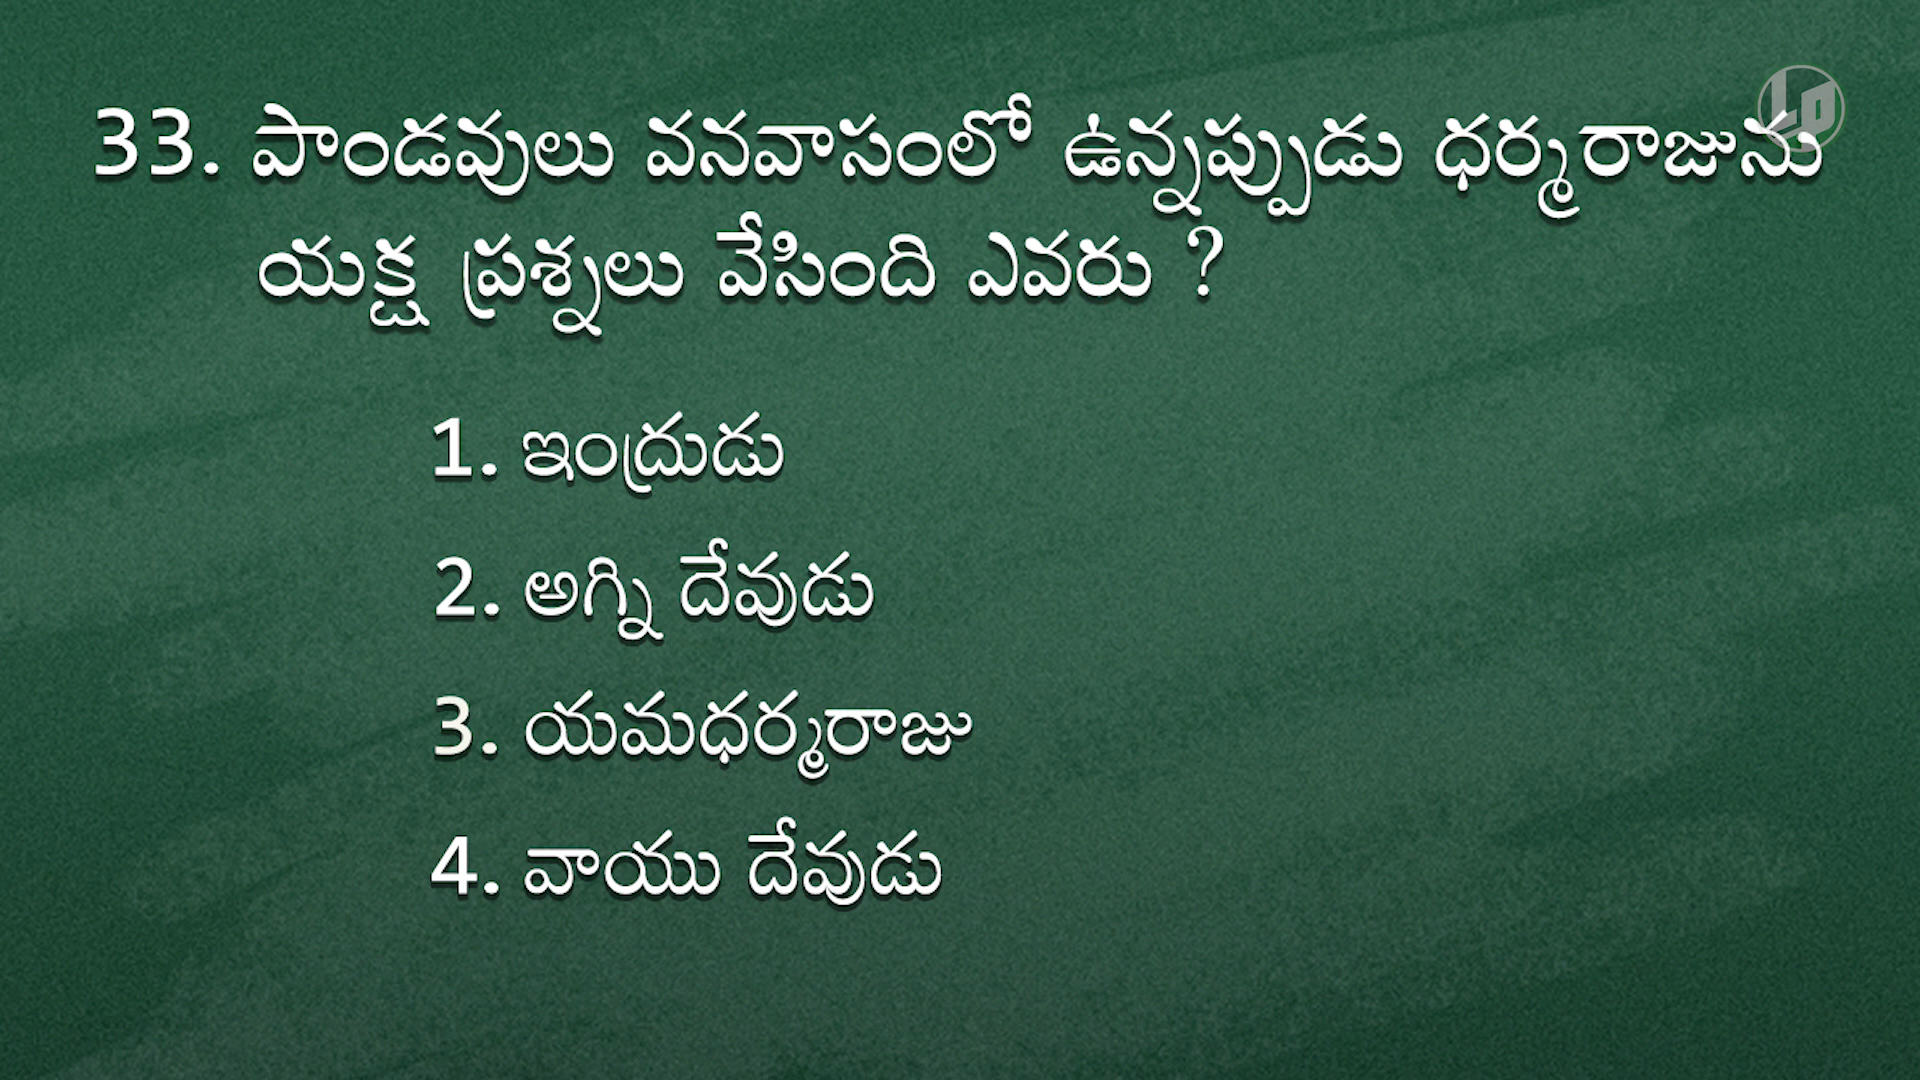 33. పాండవులు వనవాసంలో ఉన్నప్పుడు ధర్మరాజును
యక్ష ప్రశ్నలు వేసింది ఎవరు ?
1. ఇంద్రుడు
2. అగ్ని దేవుడు
3. యమధర్మరాజు
4. వాయు దేవుడు